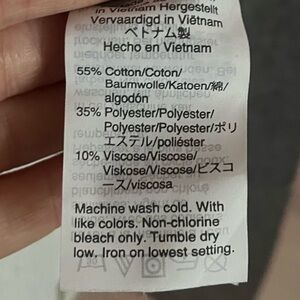 in Vietnam Hergestellt
Vervaardigd in Viëtnam
ベトナム製
Hecho en Vietnam
55% Cotton/Coton/
Baumwolle/Katoen/綿/
algodón
35% Polyester/Polyester/
Polyester/Polyester/ポリ
エステル/poliéster
10% Viscose/Viscose/
Viskose/Viscose/ビスコ
ース/viscosa
Machine wash cold. With
like colors. Non-chlorine
bleach only. Tumble dry
low. Iron on lowest setting.